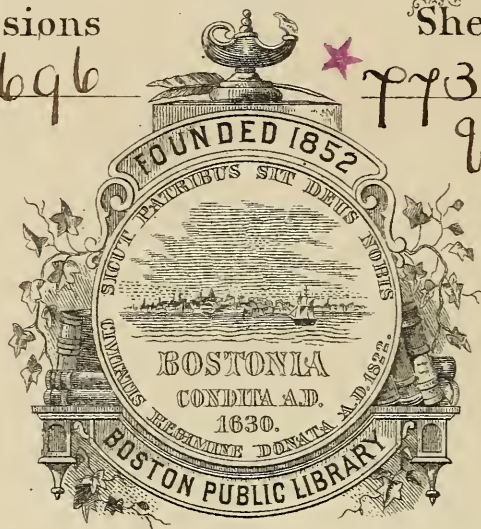 sions She
696 773
FOUNDED 1852
SICUT PATRIBUS SIT DEUS NOBIS
BOSTONIA
CONDITA A.D.
1630.
CIVITATIS REGIMINE DONATA A.D. 1822.
BOSTON PUBLIC LIBRARY